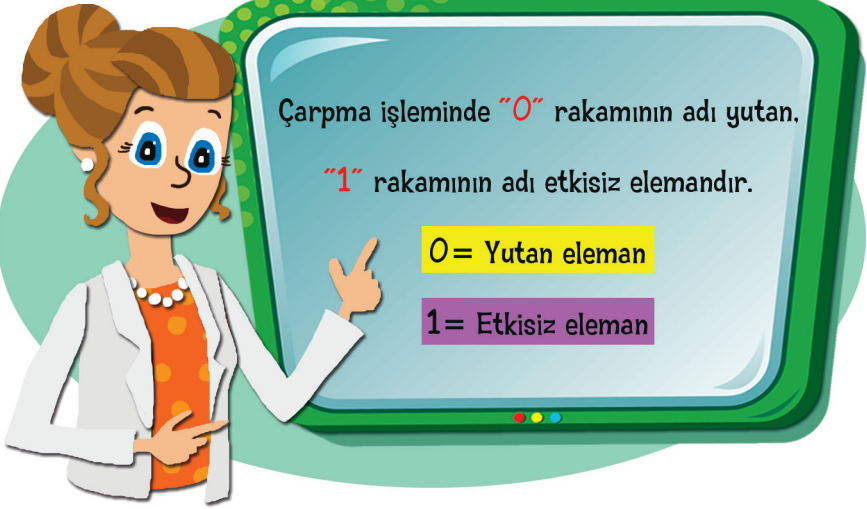 Çarpma işleminde "0" rakamının adı yutan,
"1" rakamının adı etkisiz elemandır.
0= Yutan eleman
1= Etkisiz eleman